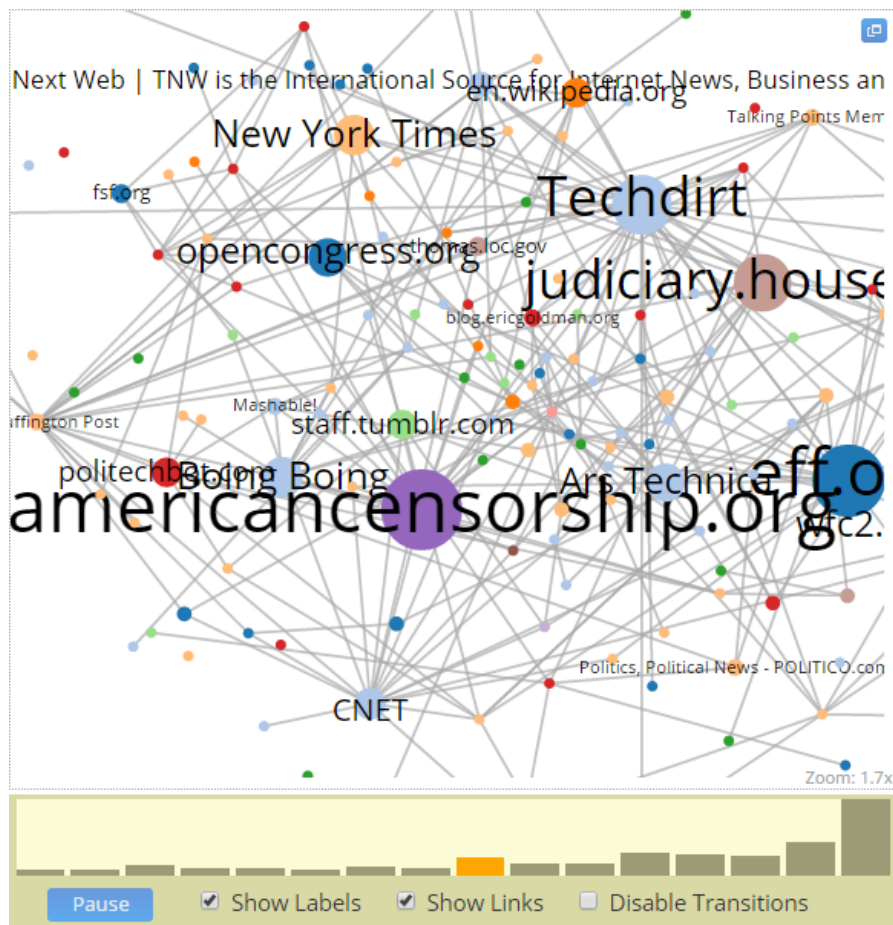 Next Web | TNW is the International Source for Internet News, Business an
en.wikipedia.org
Talking Points Mem
New York Times
fsf.org
Techdirt
opencongress.org
thomas.loc.gov
judiciary.house
blog.ericgoldman.org
Mashable!
uffington Post
staff.tumblr.com
politechbot.com
Boing Boing
Ars Technica
eff.o
americancensorship.org
wfc2.
Politics, Political News - POLITICO.com
CNET
Zoom: 1.7x
Pause
Show Labels
Show Links
Disable Transitions